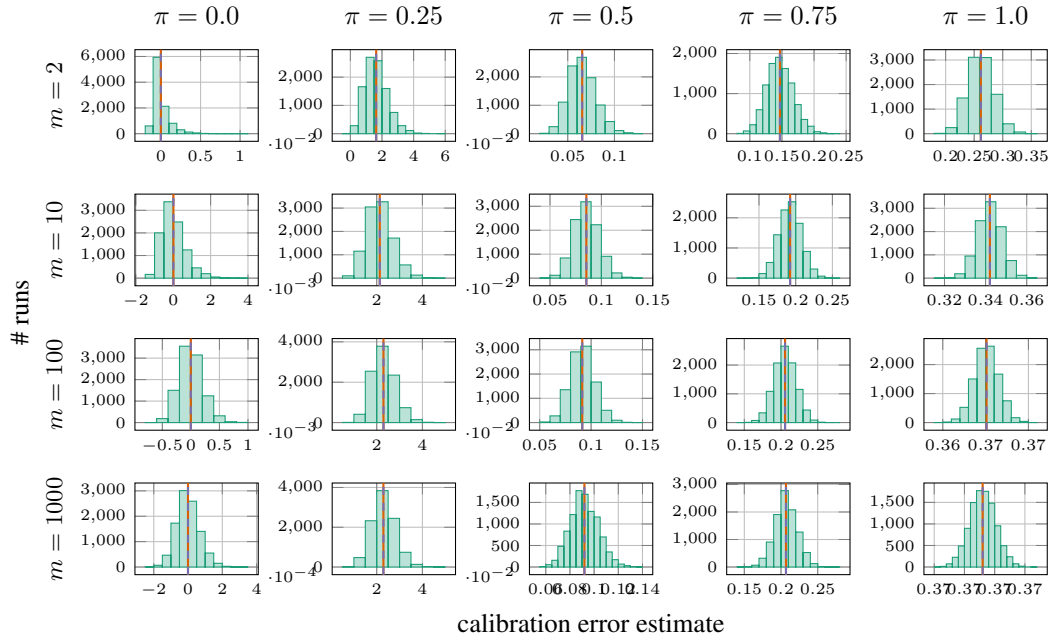 π = 0.0 π = 0.25 π = 0.5 π = 0.75 π = 1.0
m = 2
6,000 4,000 2,000 0
0 0.5 1
2,000 1,000 0
0 2 4 6
·10⁻²
2,000 1,000 0
0.05 0.1
2,000 1,000 0
0.1 0.15 0.20 0.25
3,000 2,000 1,000 0
0.2 0.25 0.3 0.35
m = 10
3,000 2,000 1,000 0
−2 0 2 4
·10⁻³
3,000 2,000 1,000 0
2 4
·10⁻²
3,000 2,000 1,000 0
0.05 0.1 0.15
2,000 1,000 0
0.15 0.2 0.25
3,000 2,000 1,000 0
0.32 0.34 0.36
# runs
m = 100
3,000 2,000 1,000 0
−0.5 0 0.5 1
·10⁻³
4,000 2,000 0
2 4
·10⁻²
3,000 2,000 1,000 0
0.05 0.1 0.15
2,000 1,000 0
0.15 0.2 0.25
2,000 1,000 0
0.36 0.37 0.37
m = 1000
3,000 2,000 1,000 0
−2 0 2 4
·10⁻⁴
4,000 2,000 0
2 4
·10⁻²
1,500 1,000 500 0
0.06 0.08 0.1 0.12 0.14
3,000 2,000 1,000 0
0.15 0.2 0.25
1,500 1,000 500 0
0.37 0.37 0.37 0.37
calibration error estimate